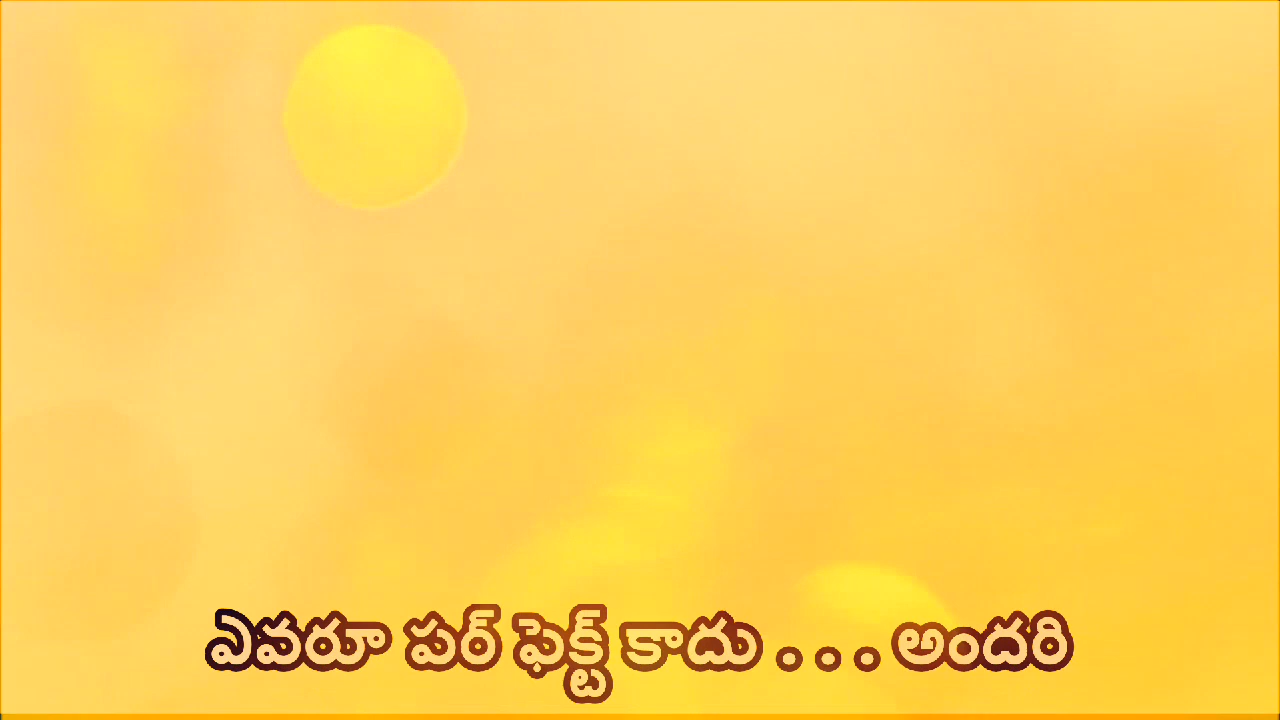 ఎవరూ పర్ ఫెక్ట్ కాదు . . . అందరి